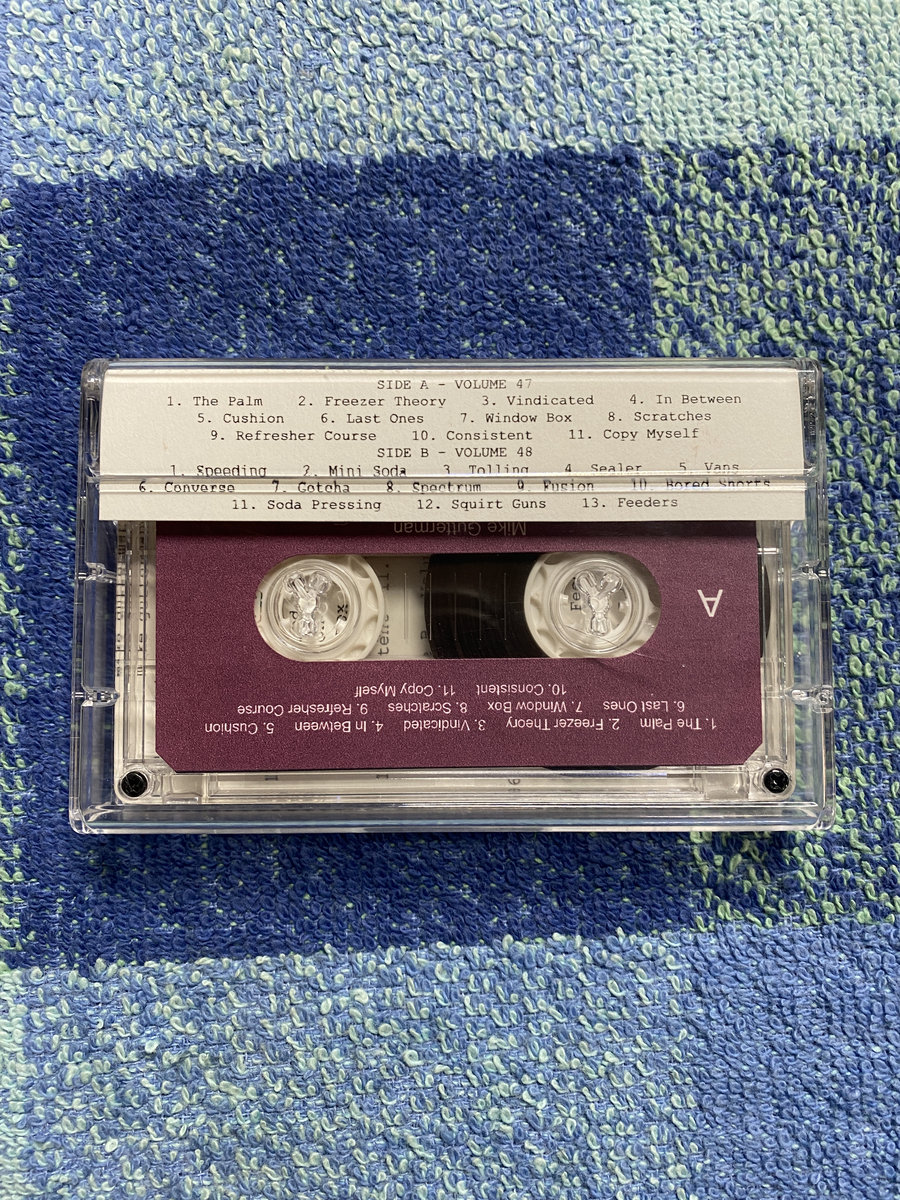 SIDE A - VOLUME 47
1. The Palm 2. Freezer Theory 3. Vindicated 4. In Between
5. Cushion 6. Last Ones 7. Window Box 8. Scratches
9. Refresher Course 10. Consistent 11. Copy Myself
SIDE B - VOLUME 48
1. Speeding 2. Mini Soda 3. Tolling 4. Sealer 5. Vans
6. Converse 7. Gotcha 8. Spectrum 9. Fusion 10. Bored Shorts
11. Soda Pressing 12. Squirt Guns 13. Feeders
Mike Gutterman
A
1. The Palm 2. Freezer Theory 3. Vindicated 4. In Between 5. Cushion
6. Last Ones 7. Window Box 8. Scratches 9. Refresher Course
10. Consistent 11. Copy Myself